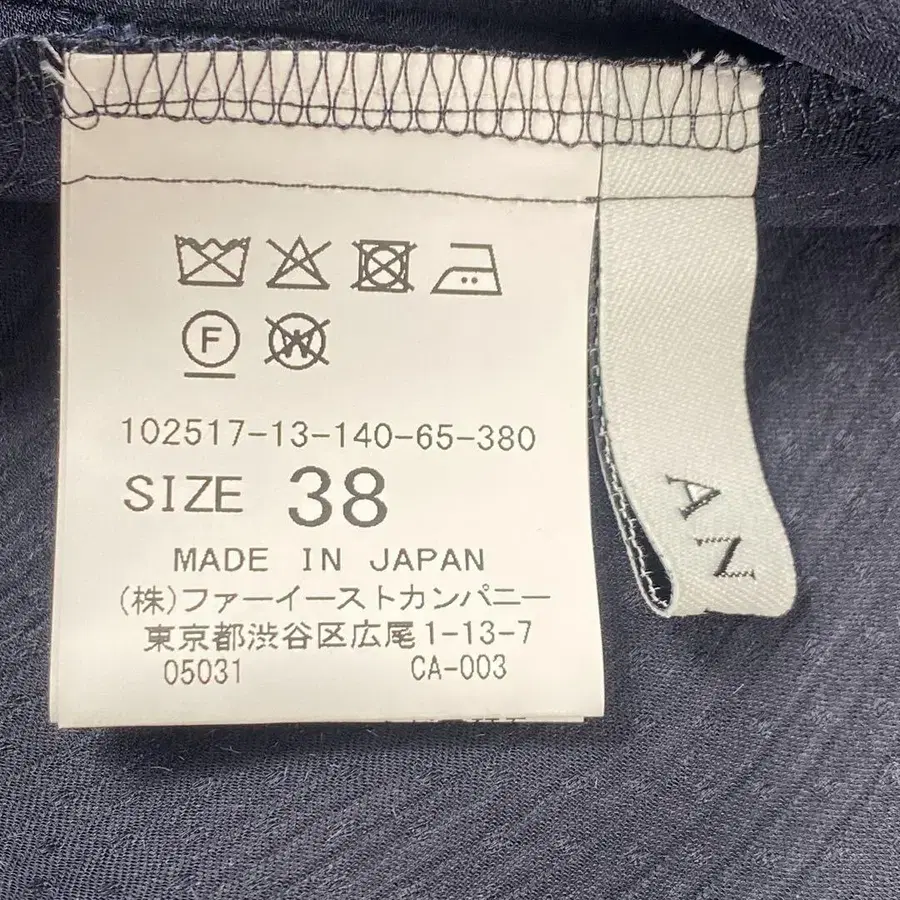 F
W
102517-13-140-65-380
SIZE 38
MADE IN JAPAN
(株)ファーイーストカンパニー
東京都渋谷区広尾1-13-7
05031 CA-003
AN